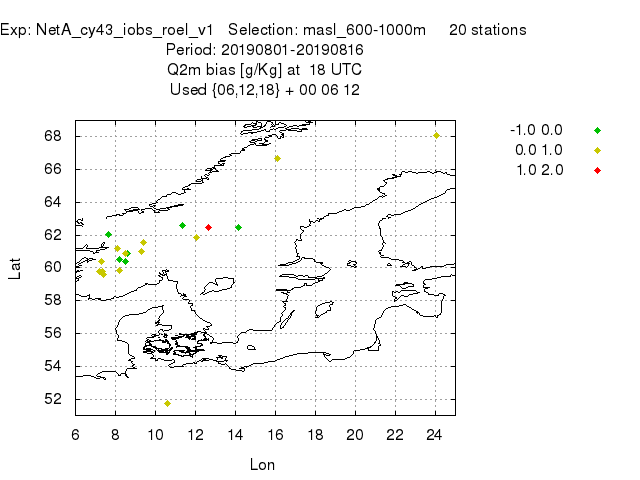 Exp: NetA_cy43_iobs_roel_v1 Selection: masl_600-1000m 20 stations
Period: 20190801-20190816
Q2m bias [g/Kg] at 18 UTC
Used {06,12,18} + 00 06 12
-1.0 0.0
0.0 1.0
1.0 2.0
68
66
64
62
60
58
56
54
52
Lat
6 8 10 12 14 16 18 20 22 24
Lon